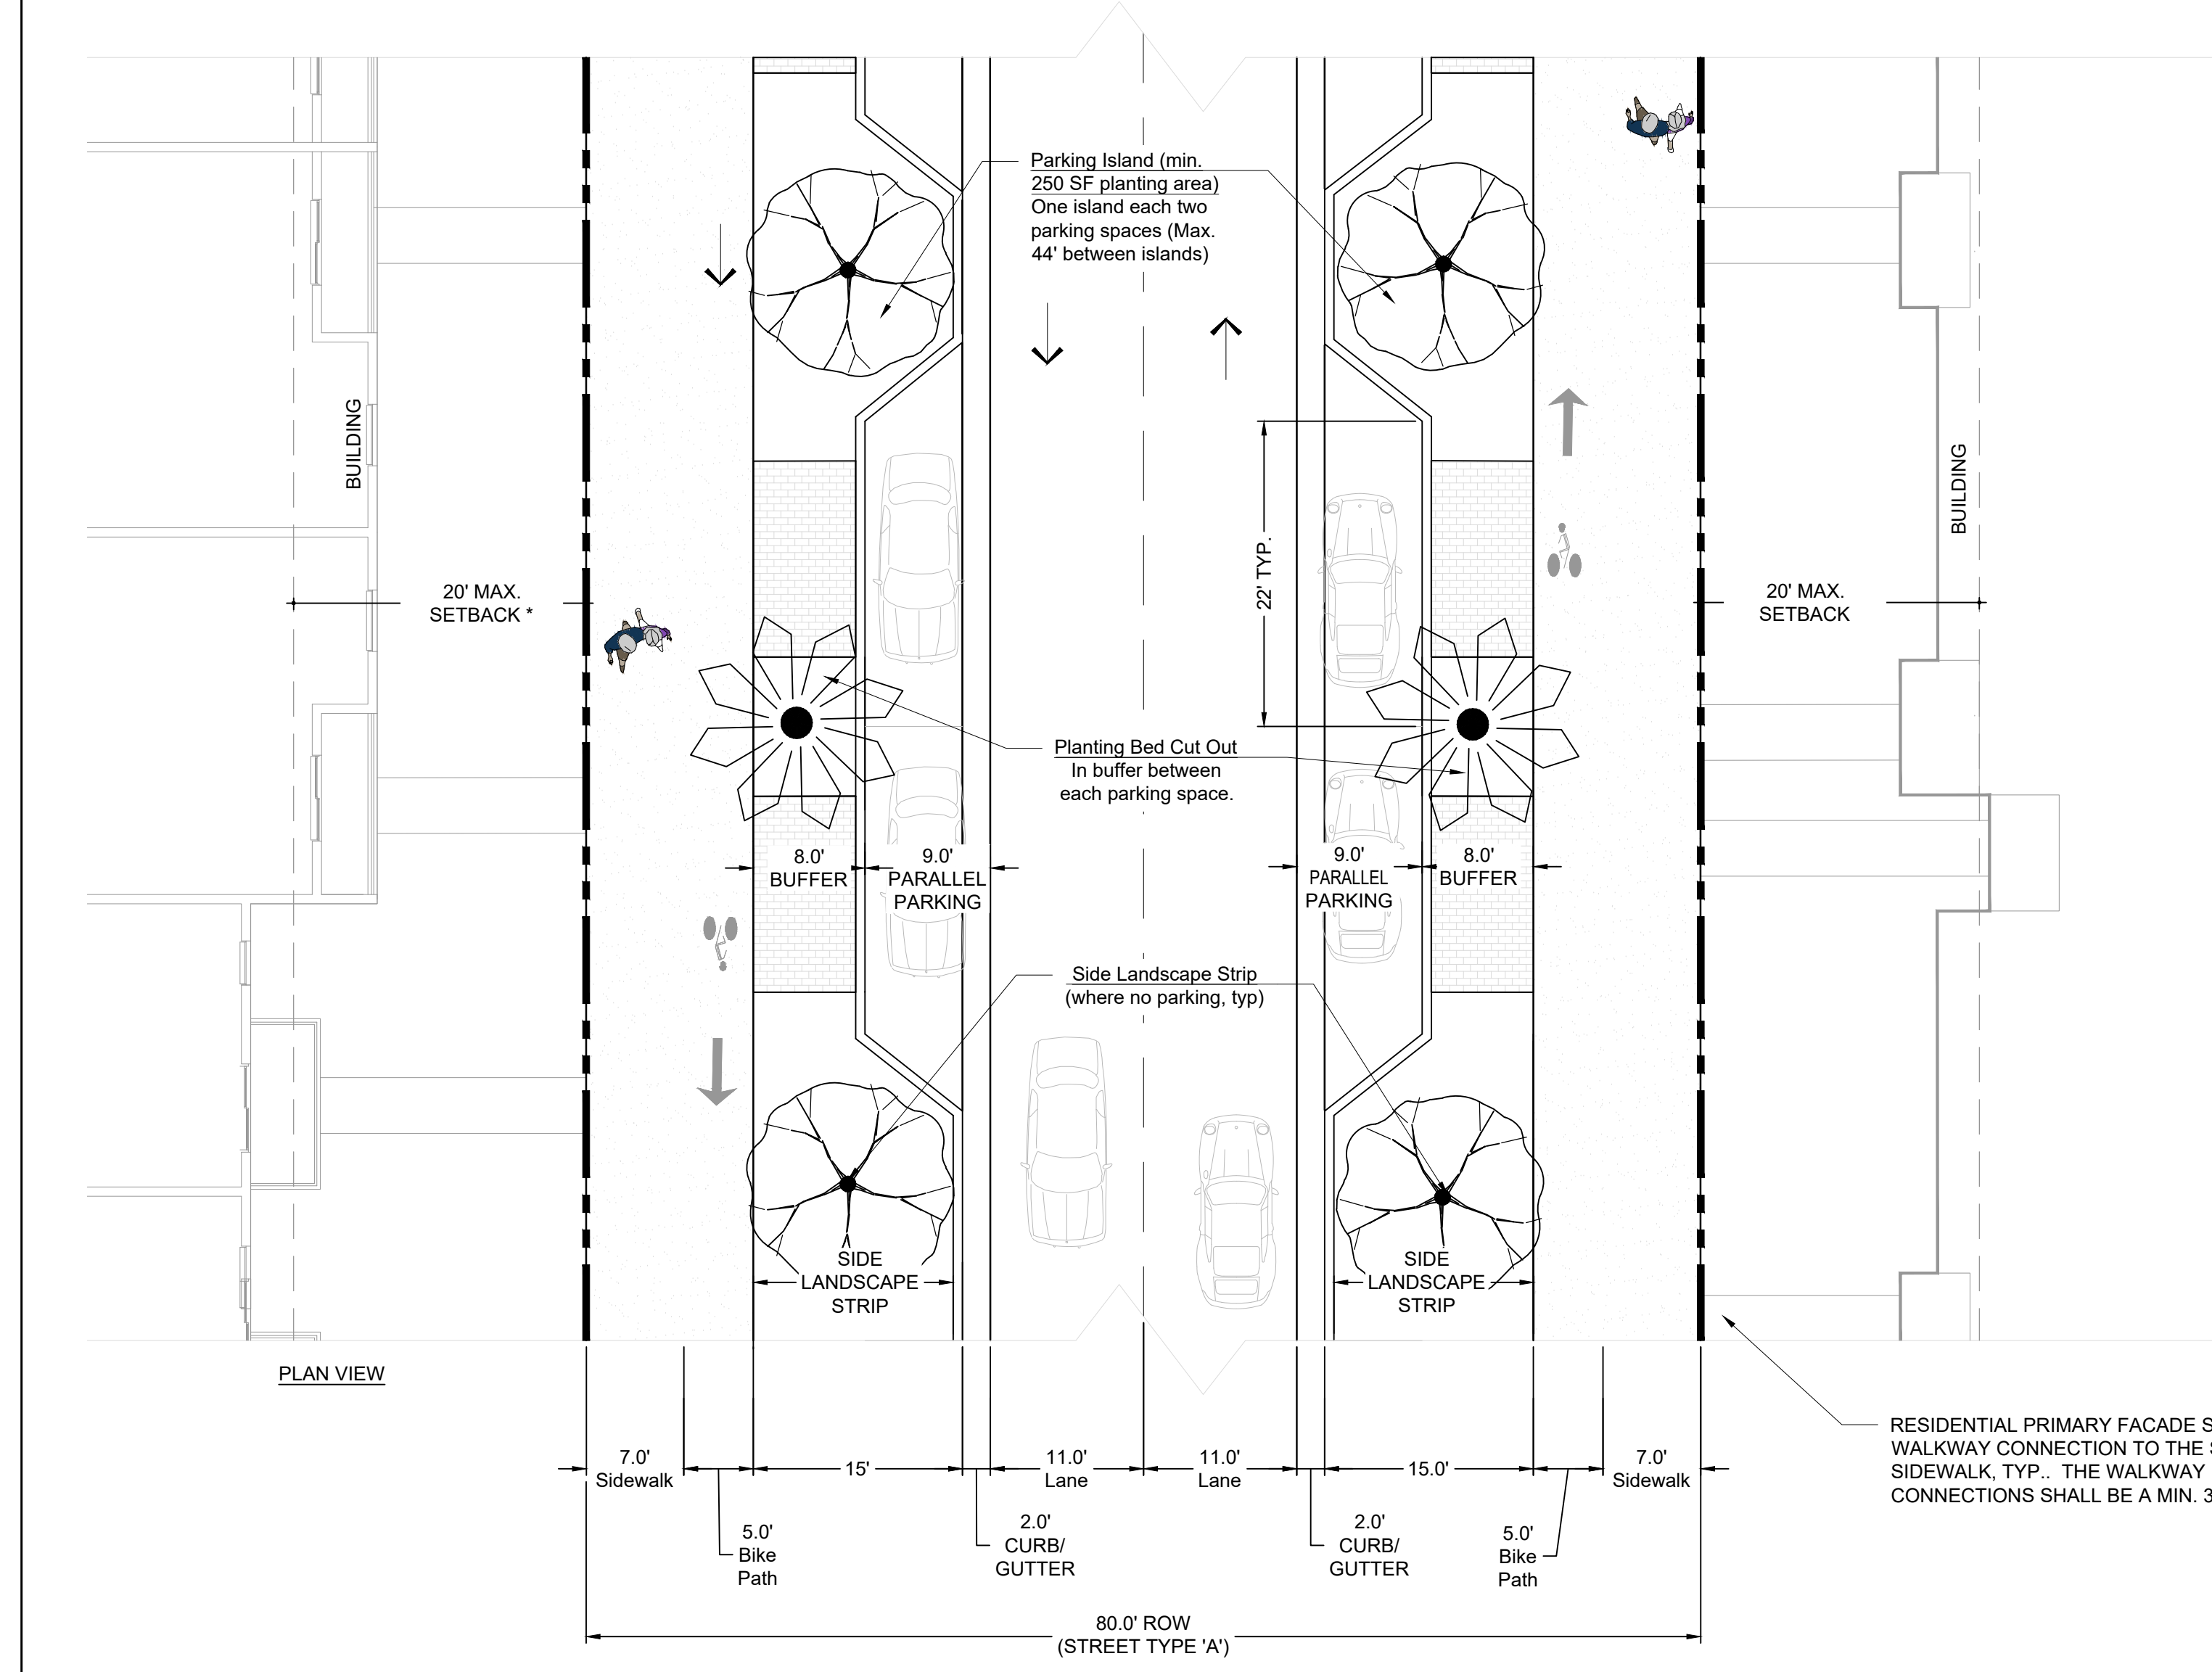 Parking Island (min.
250 SF planting area)
One island each two
parking spaces (Max.
44' between islands)
BUILDING
BUILDING
22' TYP.
20' MAX.
SETBACK *
20' MAX.
SETBACK
Planting Bed Cut Out
In buffer between
each parking space.
8.0'
BUFFER
9.0'
PARALLEL
PARKING
9.0'
PARALLEL
PARKING
8.0'
BUFFER
Side Landscape Strip
(where no parking, typ)
SIDE
LANDSCAPE
STRIP
SIDE
LANDSCAPE
STRIP
PLAN VIEW
RESIDENTIAL PRIMARY FACADE S
WALKWAY CONNECTION TO THE
SIDEWALK, TYP.. THE WALKWAY
CONNECTIONS SHALL BE A MIN. 3
7.0'
Sidewalk
15'
11.0'
Lane
11.0'
Lane
15.0'
7.0'
Sidewalk
5.0'
Bike
Path
2.0'
CURB/
GUTTER
2.0'
CURB/
GUTTER
5.0'
Bike
Path
80.0' ROW
(STREET TYPE 'A')